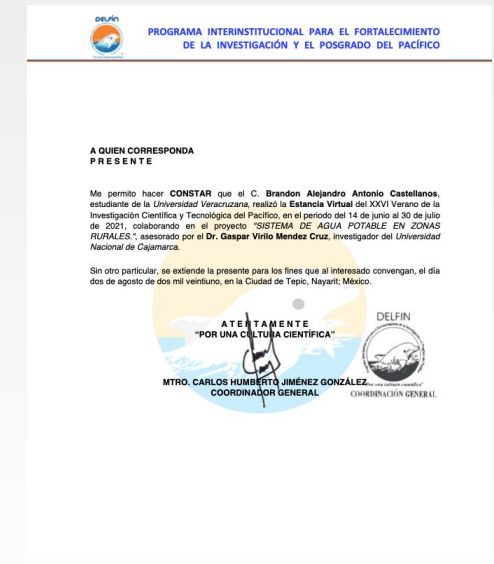 DELFIN
PROGRAMA INTERINSTITUCIONAL PARA EL FORTALECIMIENTO
DE LA INVESTIGACIÓN Y EL POSGRADO DEL PACÍFICO
A QUIEN CORRESPONDA
P R E S E N T E
Me permito hacer CONSTAR que el C. Brandon Alejandro Antonio Castellanos,
estudiante de la Universidad Veracruzana, realizó la Estancia Virtual del XXVI Verano de la
Investigación Científica y Tecnológica del Pacífico, en el periodo del 14 de junio al 30 de julio
de 2021, colaborando en el proyecto "SISTEMA DE AGUA POTABLE EN ZONAS
RURALES.", asesorado por el Dr. Gaspar Virilo Mendez Cruz, investigador del Universidad
Nacional de Cajamarca.
Sin otro particular, se extiende la presente para los fines que al interesado convengan, el día
dos de agosto de dos mil veintiuno, en la Ciudad de Tepic, Nayarit; México.
A T E N T A M E N T E
"POR UNA CULTURA CIENTÍFICA"
DELFIN
MTRO. CARLOS HUMBERTO JIMÉNEZ GONZÁLEZ
COORDINADOR GENERAL
"Por una cultura científica"
COORDINACIÓN GENERAL